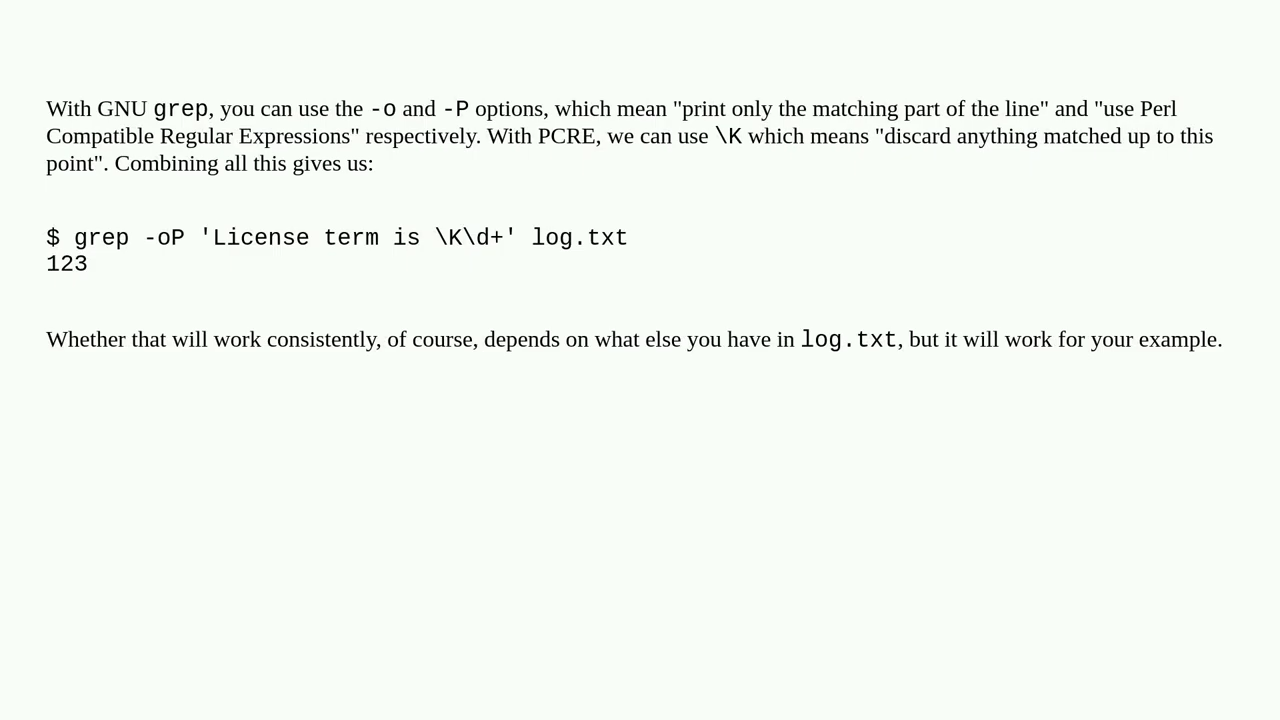 With GNU grep, you can use the -o and -P options, which mean "print only the matching part of the line" and "use Perl
Compatible Regular Expressions" respectively. With PCRE, we can use \K which means "discard anything matched up to this
point". Combining all this gives us:
$ grep -oP 'License term is \K\d+' log.txt
123
Whether that will work consistently, of course, depends on what else you have in log.txt, but it will work for your example.